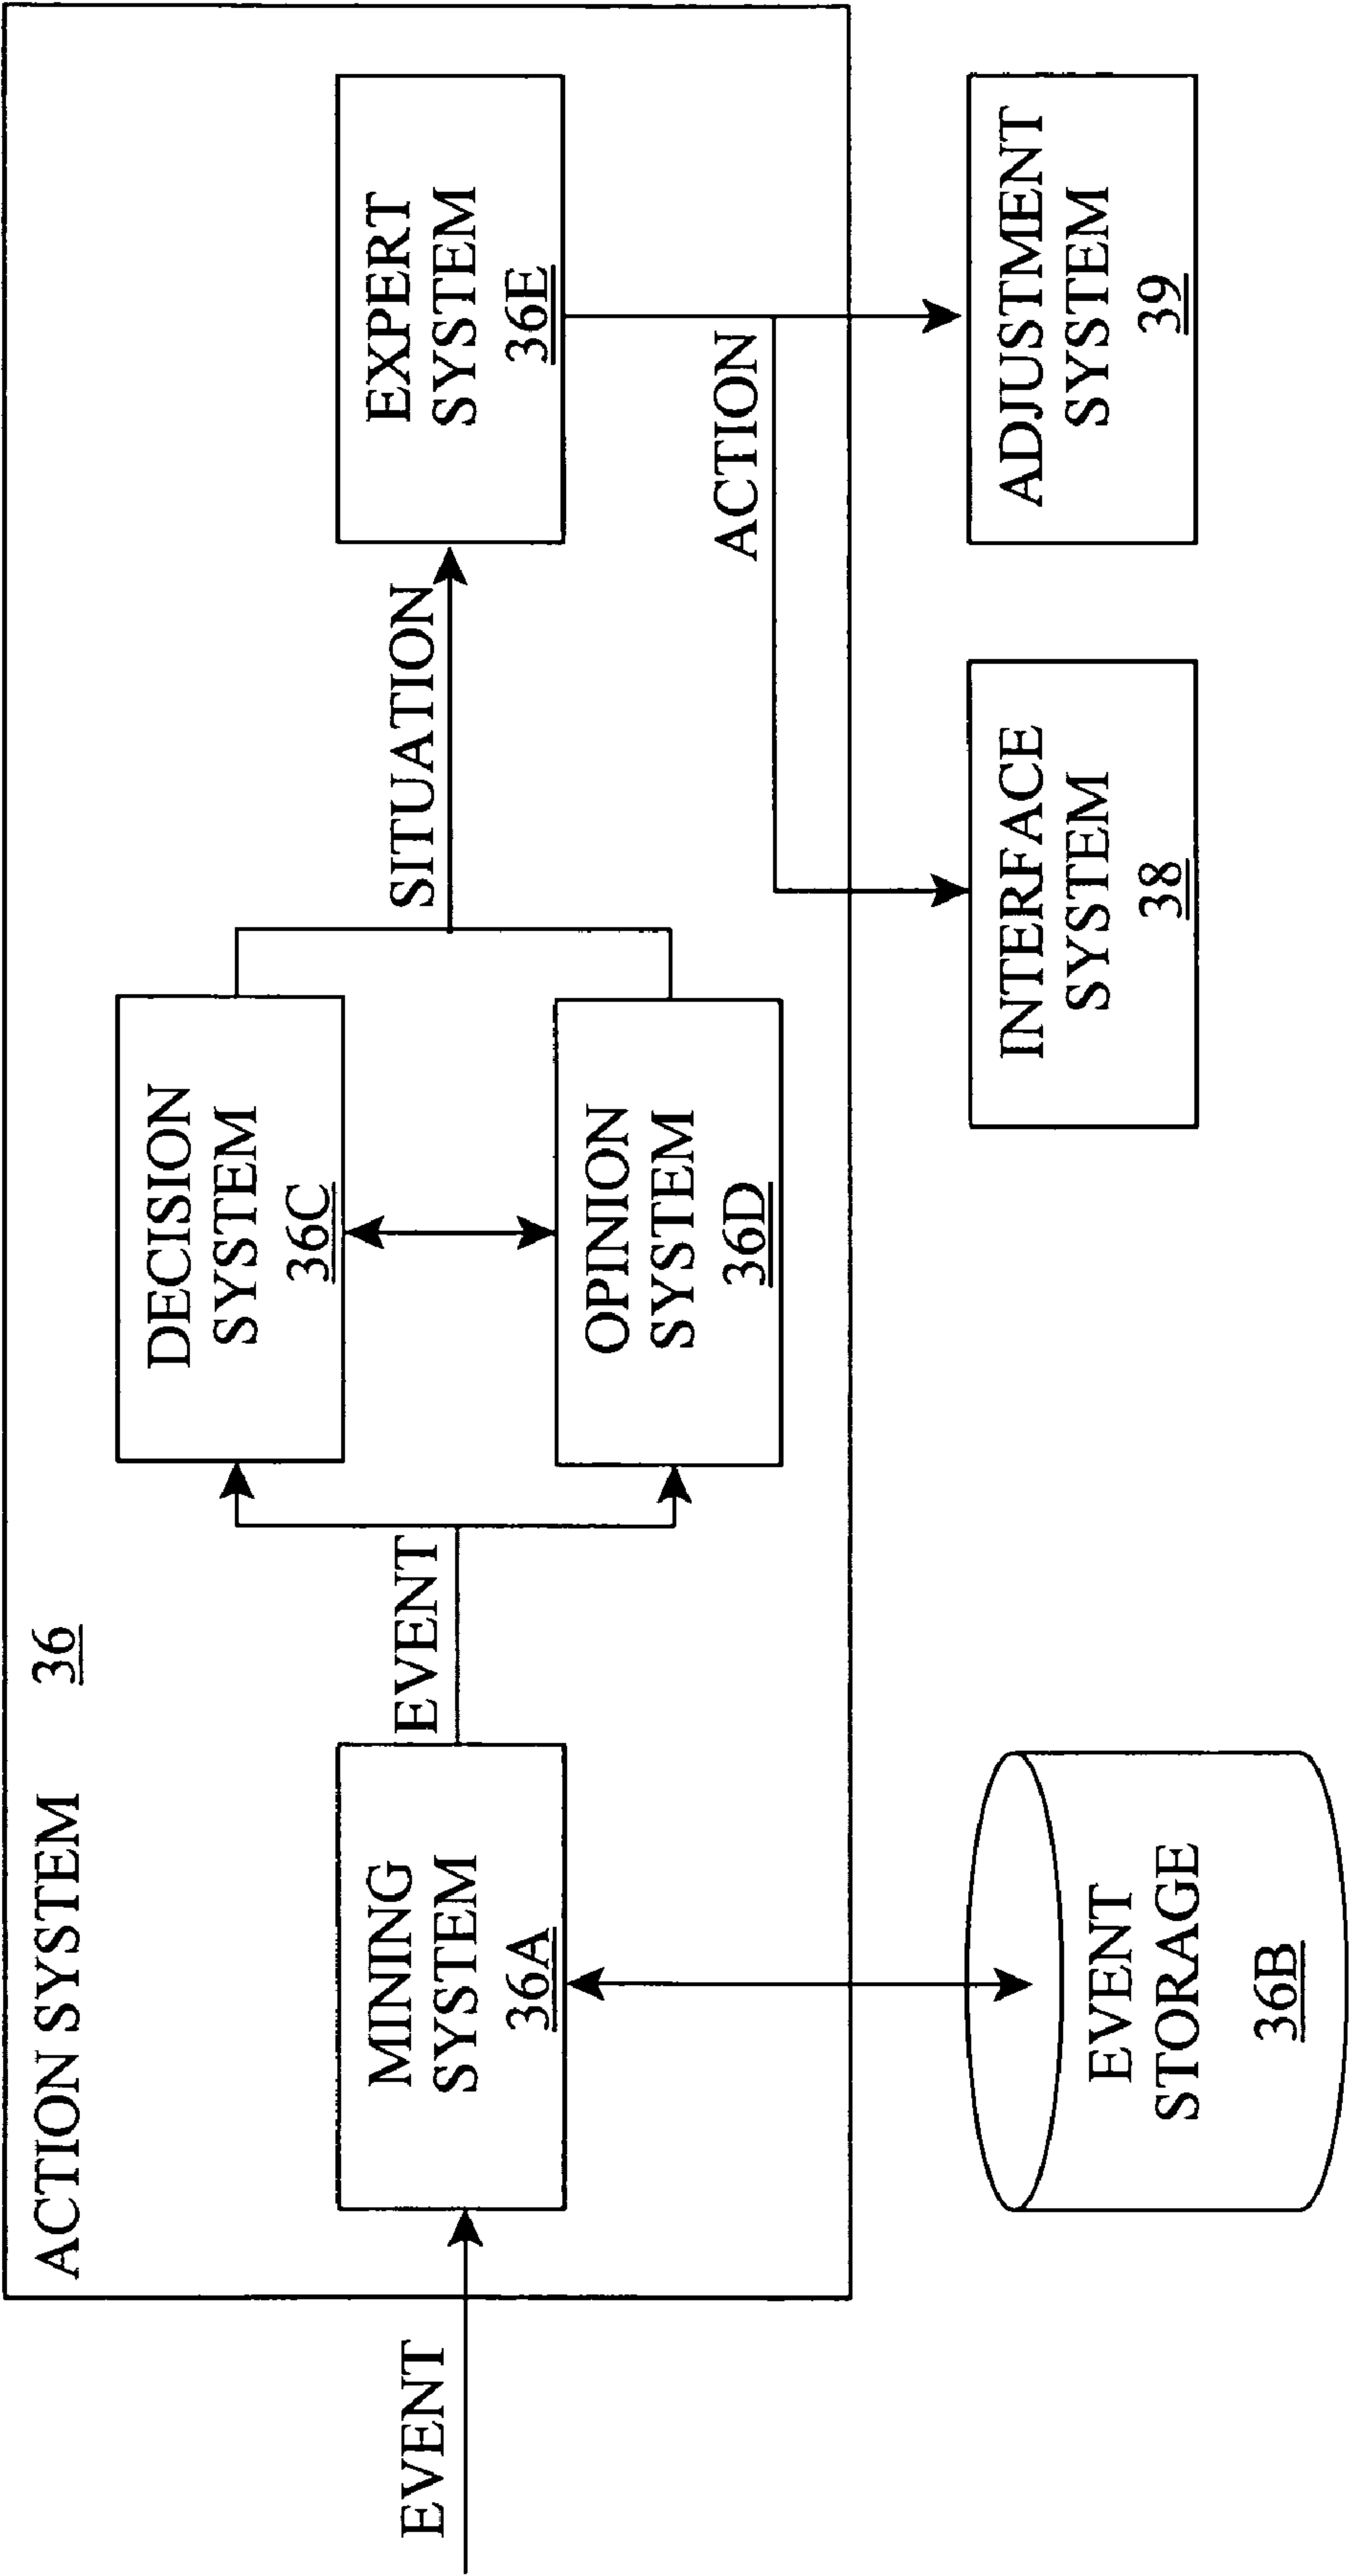 ACTION SYSTEM 36
EVENT
MINING
SYSTEM
36A
EVENT
DECISION
SYSTEM
36C
OPINION
SYSTEM
36D
SITUATION
EXPERT
SYSTEM
36E
ACTION
EVENT
STORAGE
36B
INTERFACE
SYSTEM
38
ADJUSTMENT
SYSTEM
39